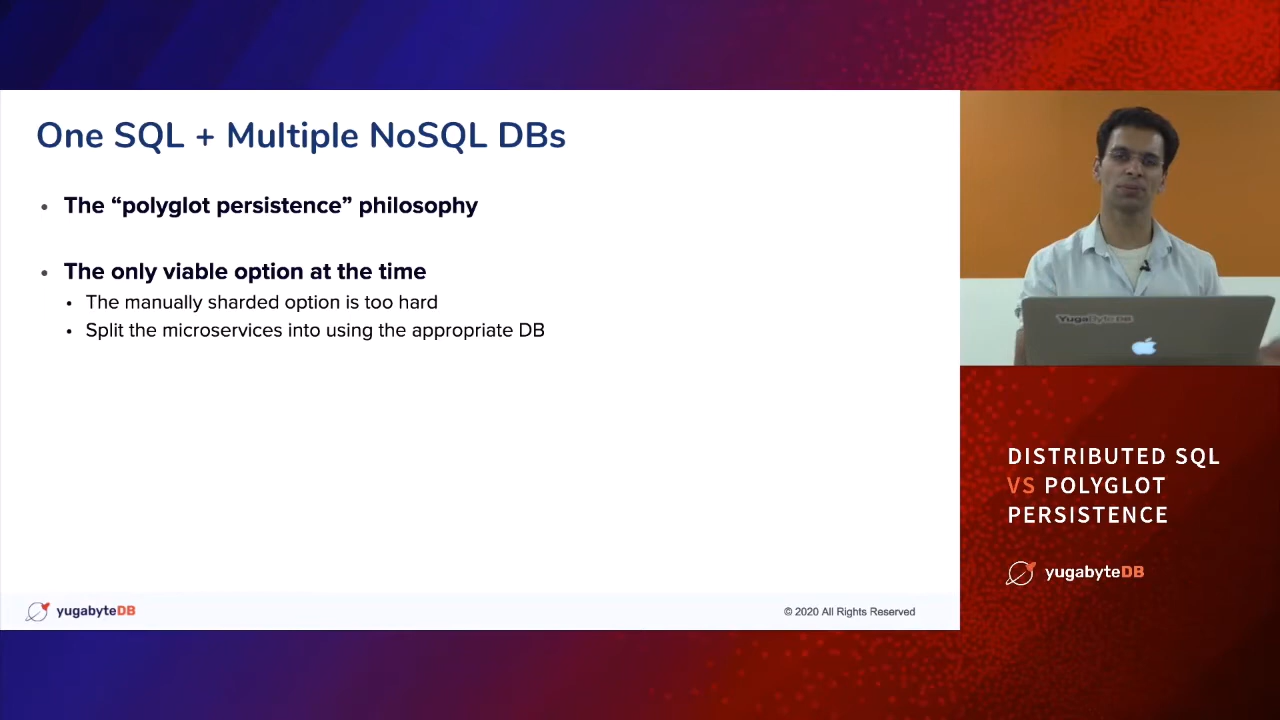 One SQL + Multiple NoSQL DBs
• The “polyglot persistence” philosophy
• The only viable option at the time
• The manually sharded option is too hard
• Split the microservices into using the appropriate DB
yugabyteDB
© 2020 All Rights Reserved
YugaByte DB
DISTRIBUTED SQL
VS POLYGLOT
PERSISTENCE
yugabyteDB